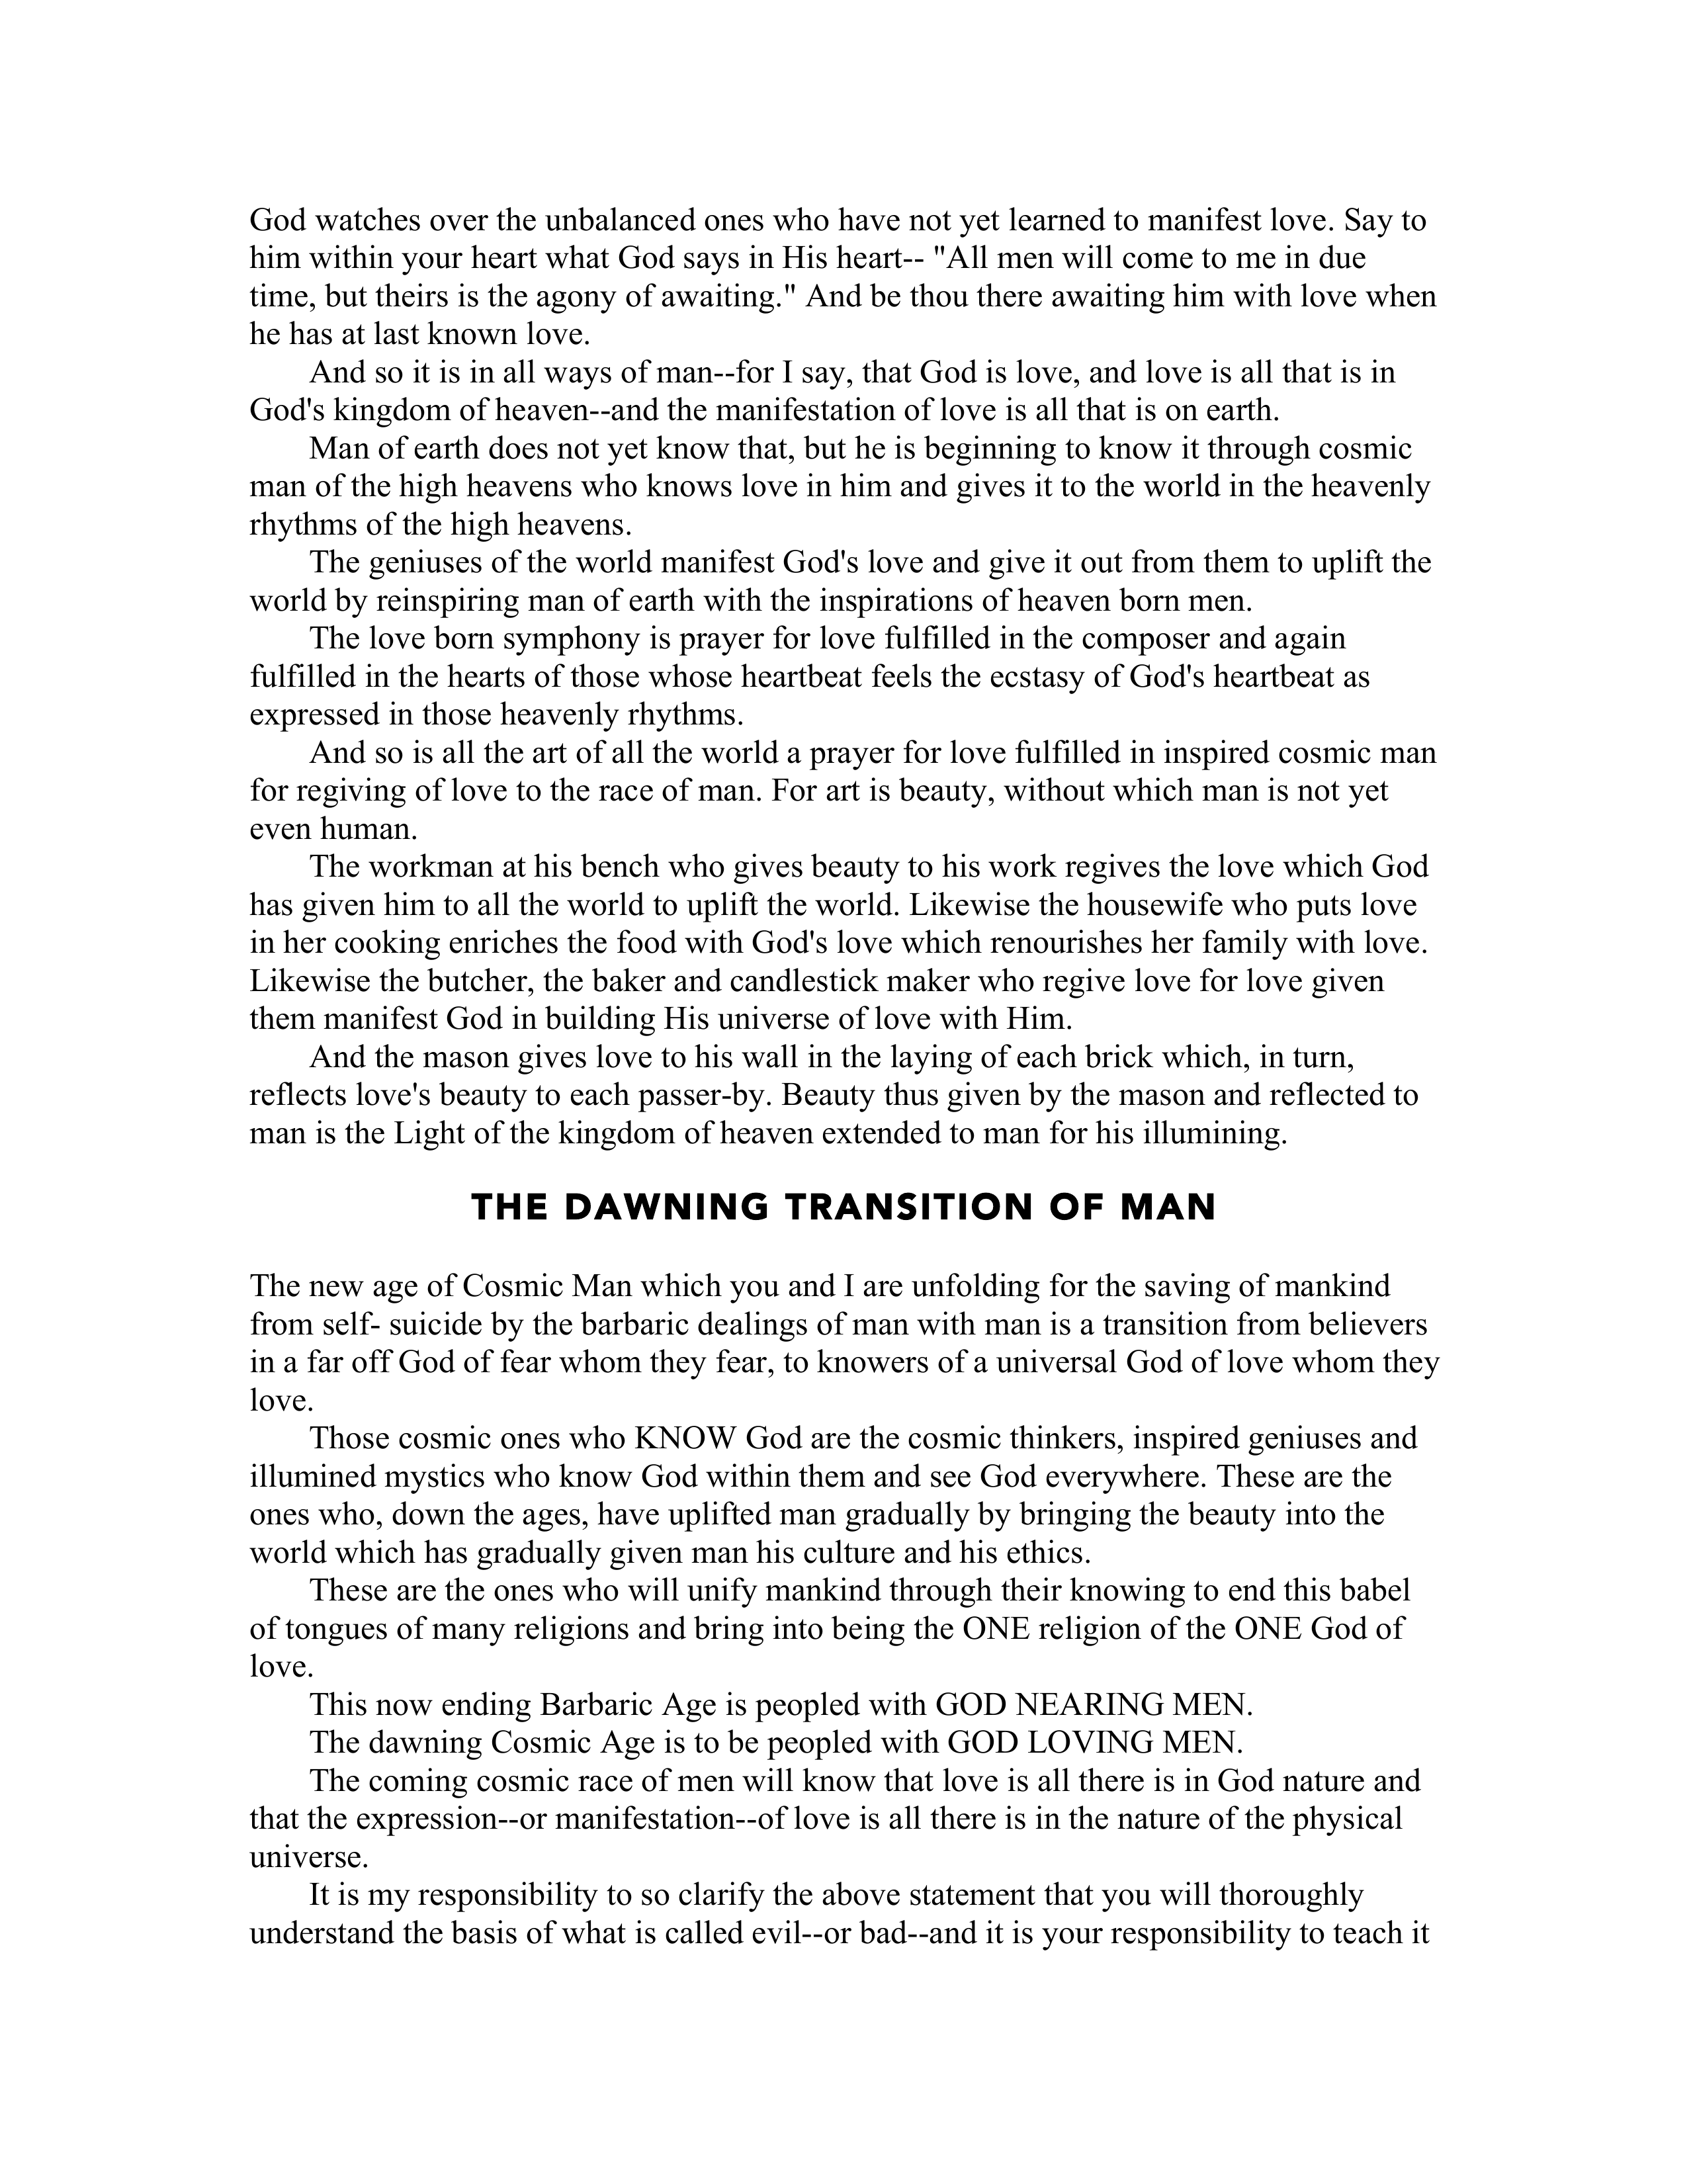 God watches over the unbalanced ones who have not yet learned to manifest love. Say to
him within your heart what God says in His heart-- "All men will come to me in due
time, but theirs is the agony of awaiting." And be thou there awaiting him with love when
he has at last known love.
And so it is in all ways of man--for I say, that God is love, and love is all that is in
God's kingdom of heaven--and the manifestation of love is all that is on earth.
Man of earth does not yet know that, but he is beginning to know it through cosmic
man of the high heavens who knows love in him and gives it to the world in the heavenly
rhythms of the high heavens.
The geniuses of the world manifest God's love and give it out from them to uplift the
world by reinspiring man of earth with the inspirations of heaven born men.
The love born symphony is prayer for love fulfilled in the composer and again
fulfilled in the hearts of those whose heartbeat feels the ecstasy of God's heartbeat as
expressed in those heavenly rhythms.
And so is all the art of all the world a prayer for love fulfilled in inspired cosmic man
for regiving of love to the race of man. For art is beauty, without which man is not yet
even human.
The workman at his bench who gives beauty to his work regives the love which God
has given him to all the world to uplift the world. Likewise the housewife who puts love
in her cooking enriches the food with God's love which renourishes her family with love.
Likewise the butcher, the baker and candlestick maker who regive love for love given
them manifest God in building His universe of love with Him.
And the mason gives love to his wall in the laying of each brick which, in turn,
reflects love's beauty to each passer-by. Beauty thus given by the mason and reflected to
man is the Light of the kingdom of heaven extended to man for his illumining.
THE DAWNING TRANSITION OF MAN
The new age of Cosmic Man which you and I are unfolding for the saving of mankind
from self- suicide by the barbaric dealings of man with man is a transition from believers
in a far off God of fear whom they fear, to knowers of a universal God of love whom they
love.
Those cosmic ones who KNOW God are the cosmic thinkers, inspired geniuses and
illumined mystics who know God within them and see God everywhere. These are the
ones who, down the ages, have uplifted man gradually by bringing the beauty into the
world which has gradually given man his culture and his ethics.
These are the ones who will unify mankind through their knowing to end this babel
of tongues of many religions and bring into being the ONE religion of the ONE God of
love.
This now ending Barbaric Age is peopled with GOD NEARING MEN.
The dawning Cosmic Age is to be peopled with GOD LOVING MEN.
The coming cosmic race of men will know that love is all there is in God nature and
that the expression--or manifestation--of love is all there is in the nature of the physical
universe.
It is my responsibility to so clarify the above statement that you will thoroughly
understand the basis of what is called evil--or bad--and it is your responsibility to teach it